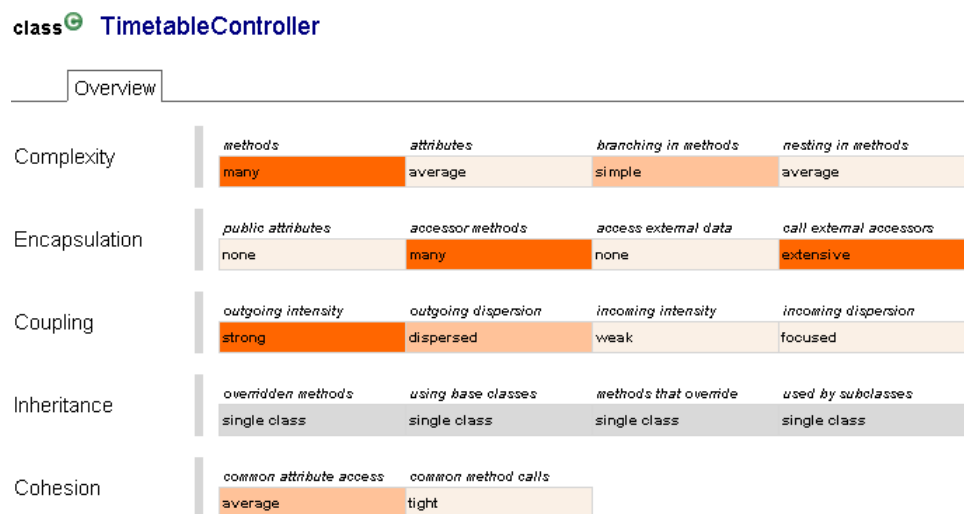 class C TimetableController
Overview
Complexity
methods attributes branching in methods nesting in methods
many average simple average
Encapsulation
public attributes accessor methods access external data call external accessors
none many none extensive
Coupling
outgoing intensity outgoing dispersion incoming intensity incoming dispersion
strong dispersed weak focused
Inheritance
overridden methods using base classes methods that override used by subclasses
single class single class single class single class
Cohesion
common attribute access common method calls
average tight